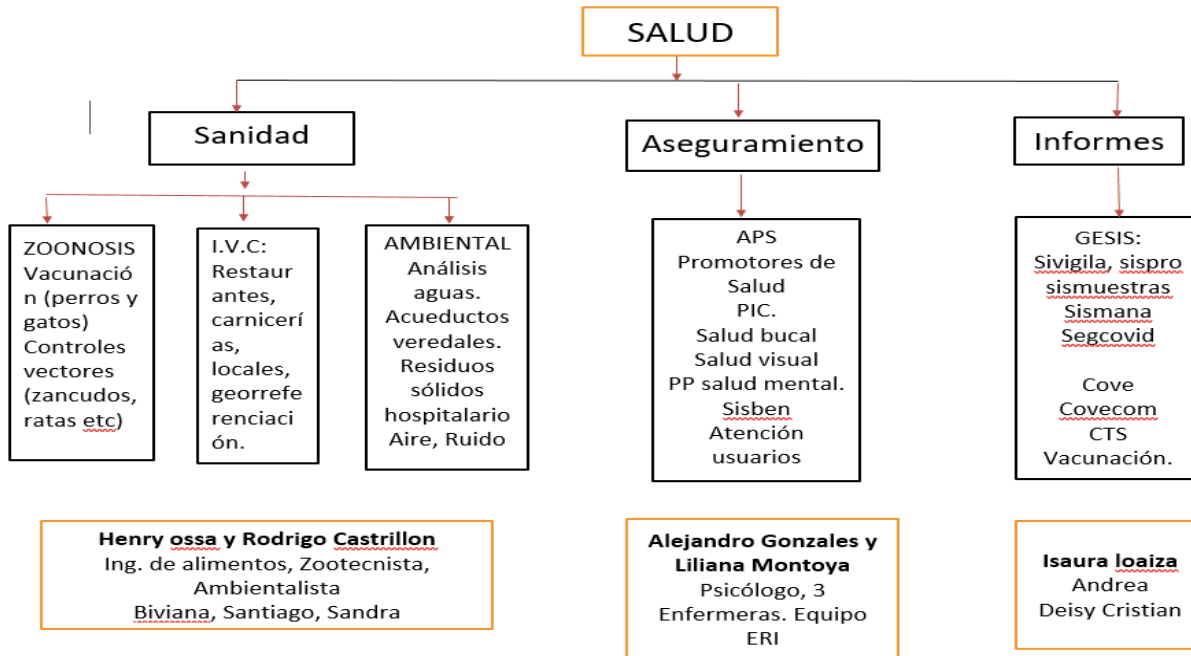 SALUD
Sanidad
Aseguramiento
Informes
ZOONOSIS
Vacunació
n (perros y
gatos)
Controles
vectores
(zancudos,
ratas etc)
I.V.C:
Restaur
antes,
carnicerí
as,
locales,
georrefe
renciaci
ón.
AMBIENTAL
Análisis
aguas.
Acueductos
veredales.
Residuos
sólidos
hospitalario
Aire, Ruido
APS
Promotores de
Salud
PIC.
Salud bucal
Salud visual
PP salud mental.
Sisben
Atención
usuarios
GESIS:
Sivigila, sispro
sismuestras
Sismana
Segcovid
Cove
Covecom
CTS
Vacunación.
Henry ossa y Rodrigo Castrillon
Ing. de alimentos, Zootecnista,
Ambientalista
Biviana, Santiago, Sandra
Alejandro Gonzales y
Liliana Montoya
Psicólogo, 3
Enfermeras. Equipo
ERI
Isaura loaiza
Andrea
Deisy Cristian